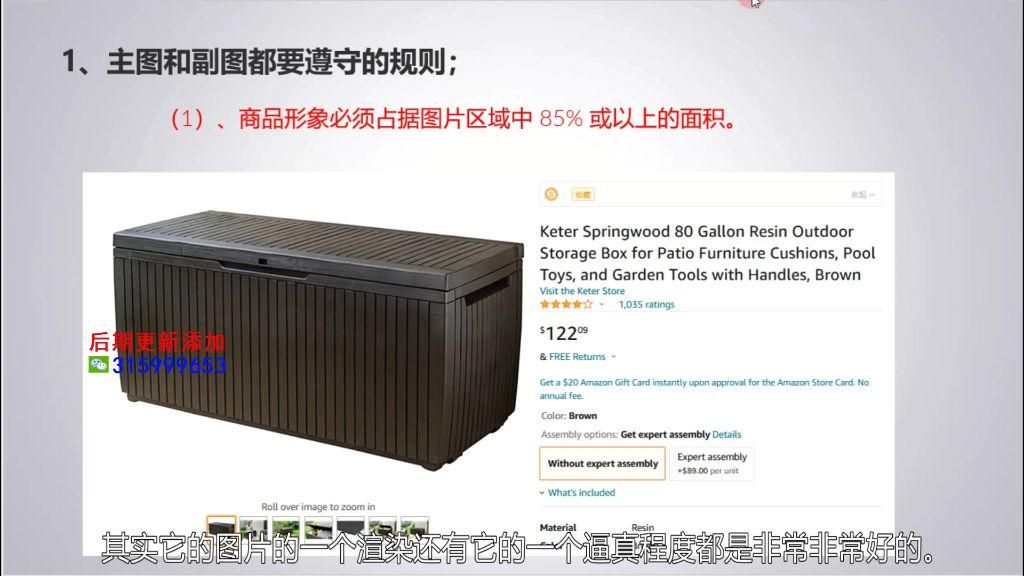 1、主图和副图都要遵守的规则；
（1）、商品形象必须占据图片区域中 85% 或以上的面积。
收藏
收起
Keter Springwood 80 Gallon Resin Outdoor
Storage Box for Patio Furniture Cushions, Pool
Toys, and Garden Tools with Handles, Brown
Visit the Keter Store
1,035 ratings
$122.09
& FREE Returns
Get a $20 Amazon Gift Card instantly upon approval for the Amazon Store Card. No
annual fee.
Color: Brown
Assembly options: Get expert assembly Details
Without expert assembly
Expert assembly
+$89.00 per unit
What's included
Material Resin
后期更新添加
315999653
Roll over image to zoom in
其实它的图片的一个渲染还有它的一个逼真程度都是非常非常好的。